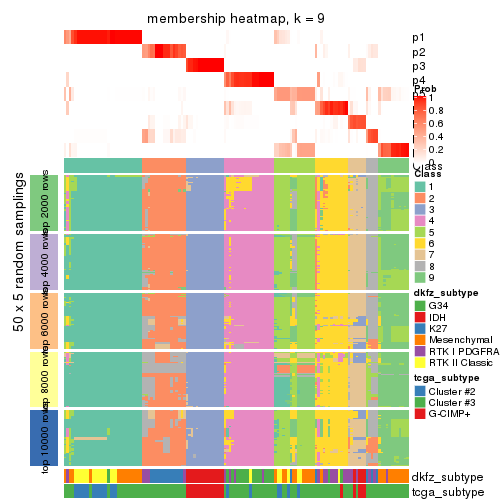 membership heatmap, k = 9
p1
p2
p3
p4
Prob
1
0.8
0.6
0.4
0.2
0
Class
Class
1
2
3
4
5
6
7
8
9
50 x 5 random samplings
top 2000 rows
top 4000 rows
top 6000 rows
top 8000 rows
top 10000 rows
dkfz_subtype
G34
IDH
K27
Mesenchymal
RTK I PDGFRA
RTK II Classic
tcga_subtype
Cluster #2
Cluster #3
G-CIMP+
dkfz_subtype
tcga_subtype